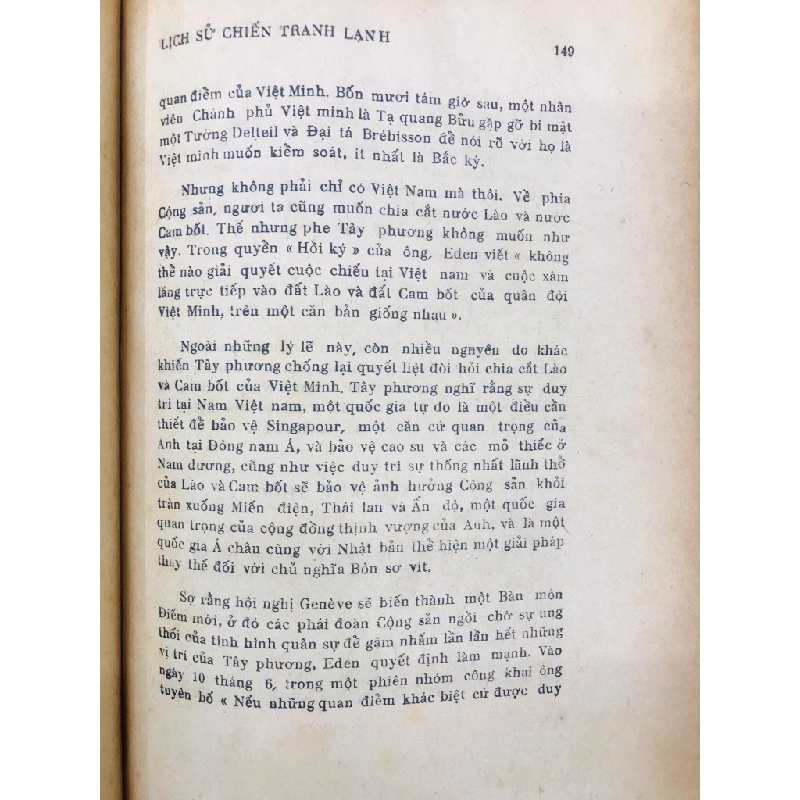 LỊCH SỬ CHIẾN TRANH LẠNH
149
quan điểm của Việt Minh. Bốn mươi tám giờ sau, một nhân
viên Chánh phủ Việt minh là Tạ quang Bửu gặp gỡ bí mật
một Tướng Delteil và Đại tá Brébisson để nói rõ với họ là
Việt minh muốn kiểm soát, ít nhất là Bắc kỳ.
Nhưng không phải chỉ có Việt Nam mà thôi. Về phía
Cộng sản, người ta cũng muốn chia cắt nước Lào và nước
Cam bốt. Thế nhưng phe Tây phương không muốn như
vậy. Trong quyển « Hồi ký » của ông, Eden viết « không
thể nào giải quyết cuộc chiến tại Việt nam và cuộc xâm
lăng trực tiếp vào đất Lào và đất Cam bốt của quân đội
Việt Minh, trên một căn bản giống nhau ».
Ngoài những lý lẽ này, còn nhiều nguyên do khác
khiến Tây phương chống lại quyết liệt đòi hỏi chia cắt Lào
và Cam bốt của Việt Minh. Tây phương nghĩ rằng sự duy
trì tại Nam Việt nam, một quốc gia tự do là một điều cần
thiết để bảo vệ Singapour, một căn cứ quan trọng của
Anh tại Đông nam Á, và bảo vệ cao su và các mỏ thiếc ở
Nam dương, cũng như việc duy trì sự thống nhất lãnh thổ
của Lào và Cam bốt sẽ bảo vệ ảnh hưởng Cộng sản khỏi
tràn xuống Miến điện, Thái lan và Ấn độ, một quốc gia
quan trọng của cộng đồng thịnh vượng của Anh, và là một
quốc gia Á châu cùng với Nhật bản thể hiện một giải pháp
thay thế đối với chủ nghĩa Bôn sơ vít.
Sợ rằng hội nghị Genève sẽ biến thành một Bàn môn
Điếm mới, ở đó các phái đoàn Cộng sản ngồi chờ sự ung
thối của tình hình quân sự để gậm nhấm lần lần hết những
vị trí của Tây phương, Eden quyết định làm mạnh. Vào
ngày 10 tháng 6, trong một phiên nhóm công khai ông
tuyên bố « Nếu những quan điểm khác biệt cứ được duy